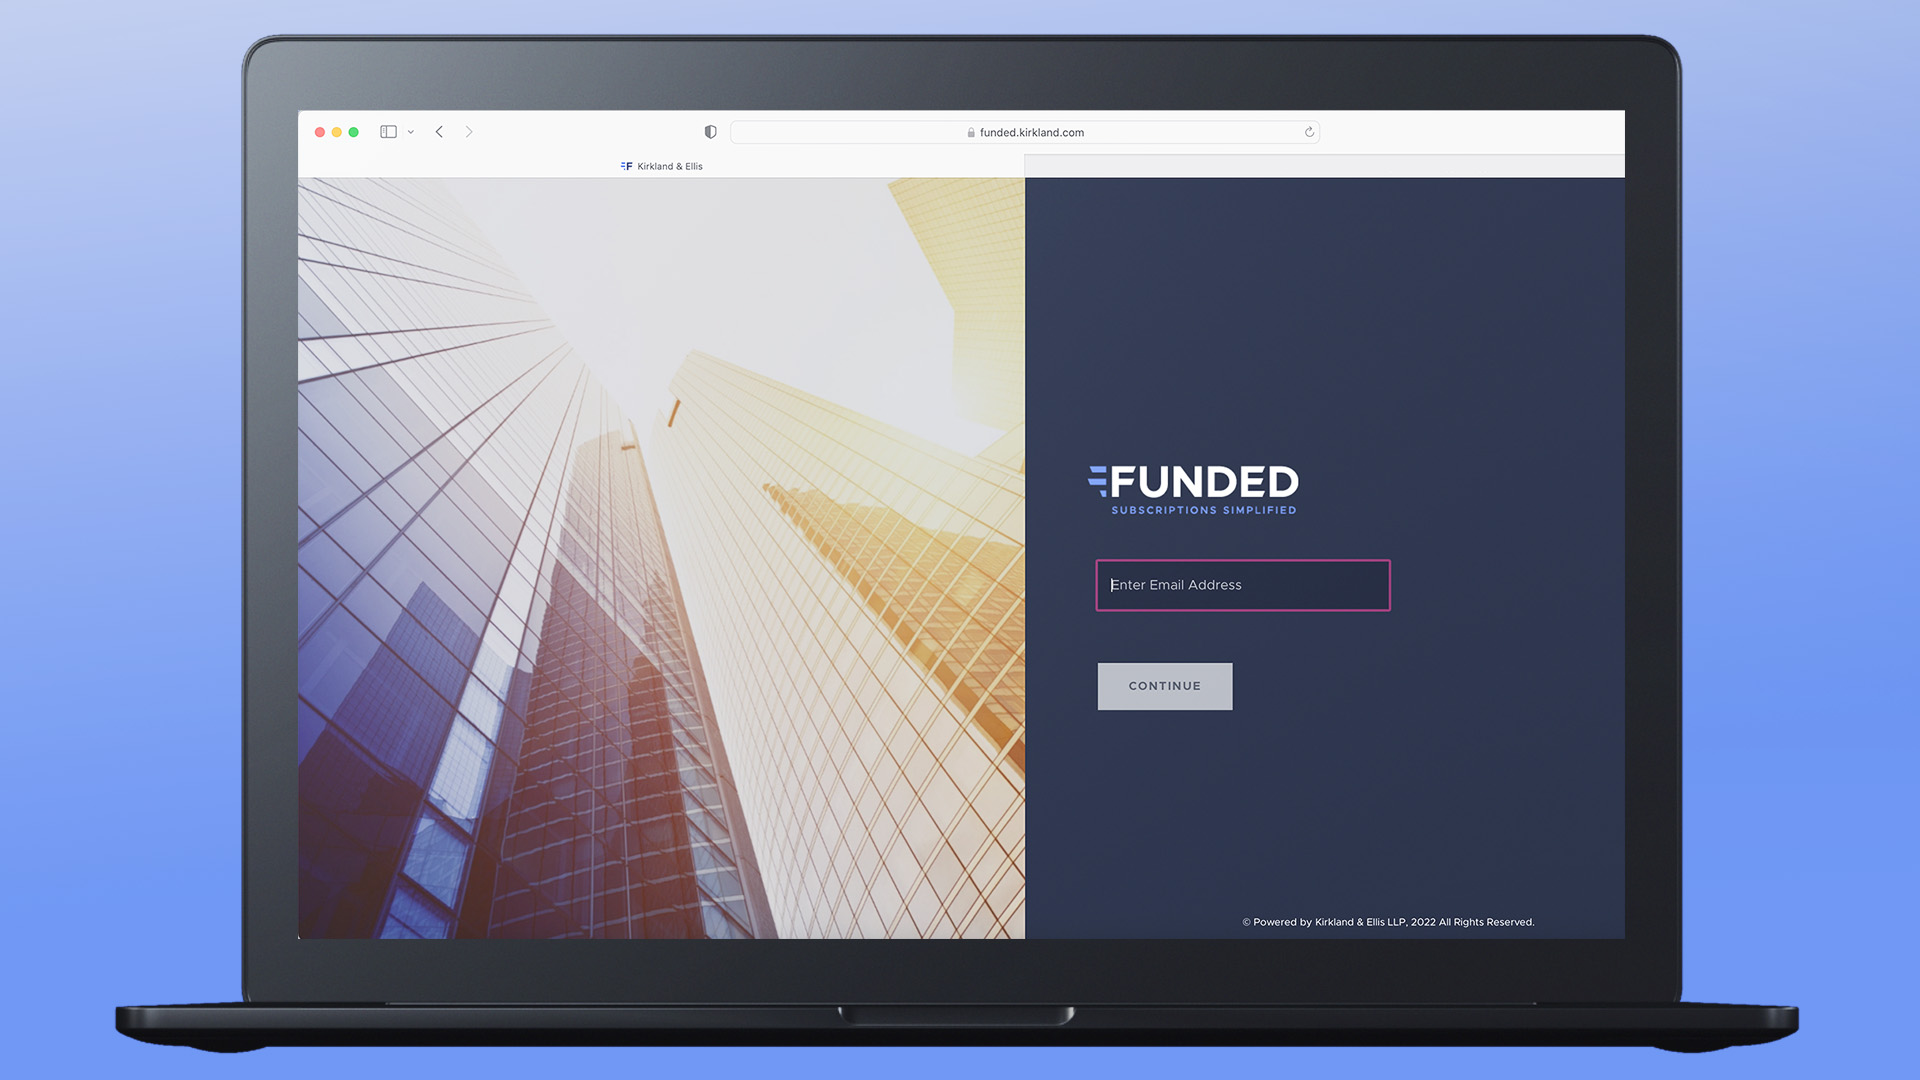 funded.kirkland.com
F Kirkland & Ellis
FUNDED
SUBSCRIPTIONS SIMPLIFIED
Enter Email Address
CONTINUE
© Powered by Kirkland & Ellis LLP, 2022 All Rights Reserved.